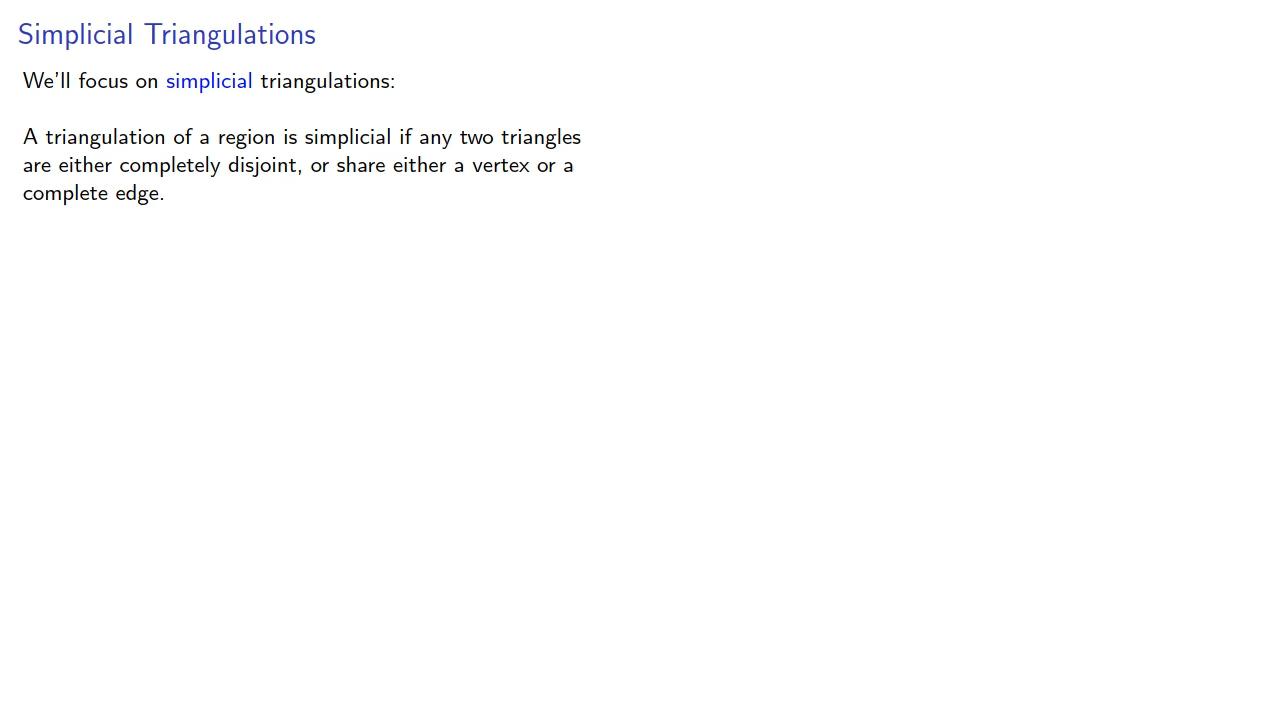 Simplicial Triangulations
We'll focus on simplicial triangulations:
A triangulation of a region is simplicial if any two triangles
are either completely disjoint, or share either a vertex or a
complete edge.